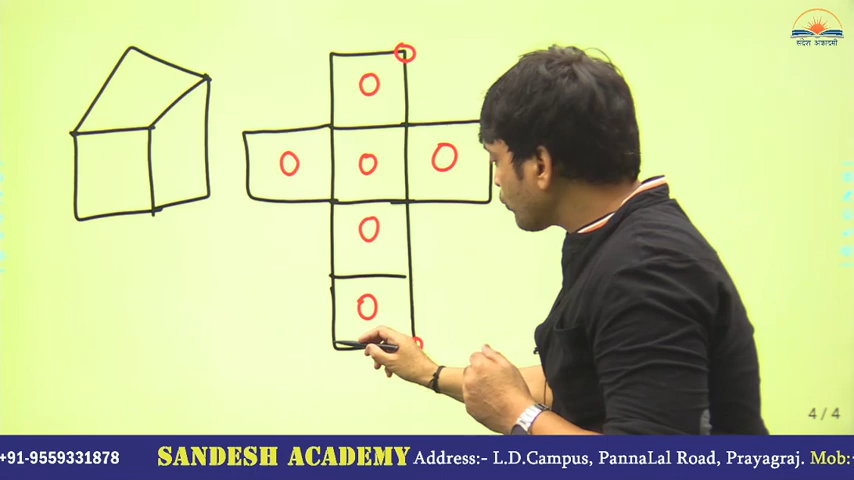 संदेश अकादमी
O
O
O
O
O
O
4 / 4
+91-9559331878 SANDESH ACADEMY Address:- L.D.Campus, PannaLal Road, Prayagraj. Mob:-